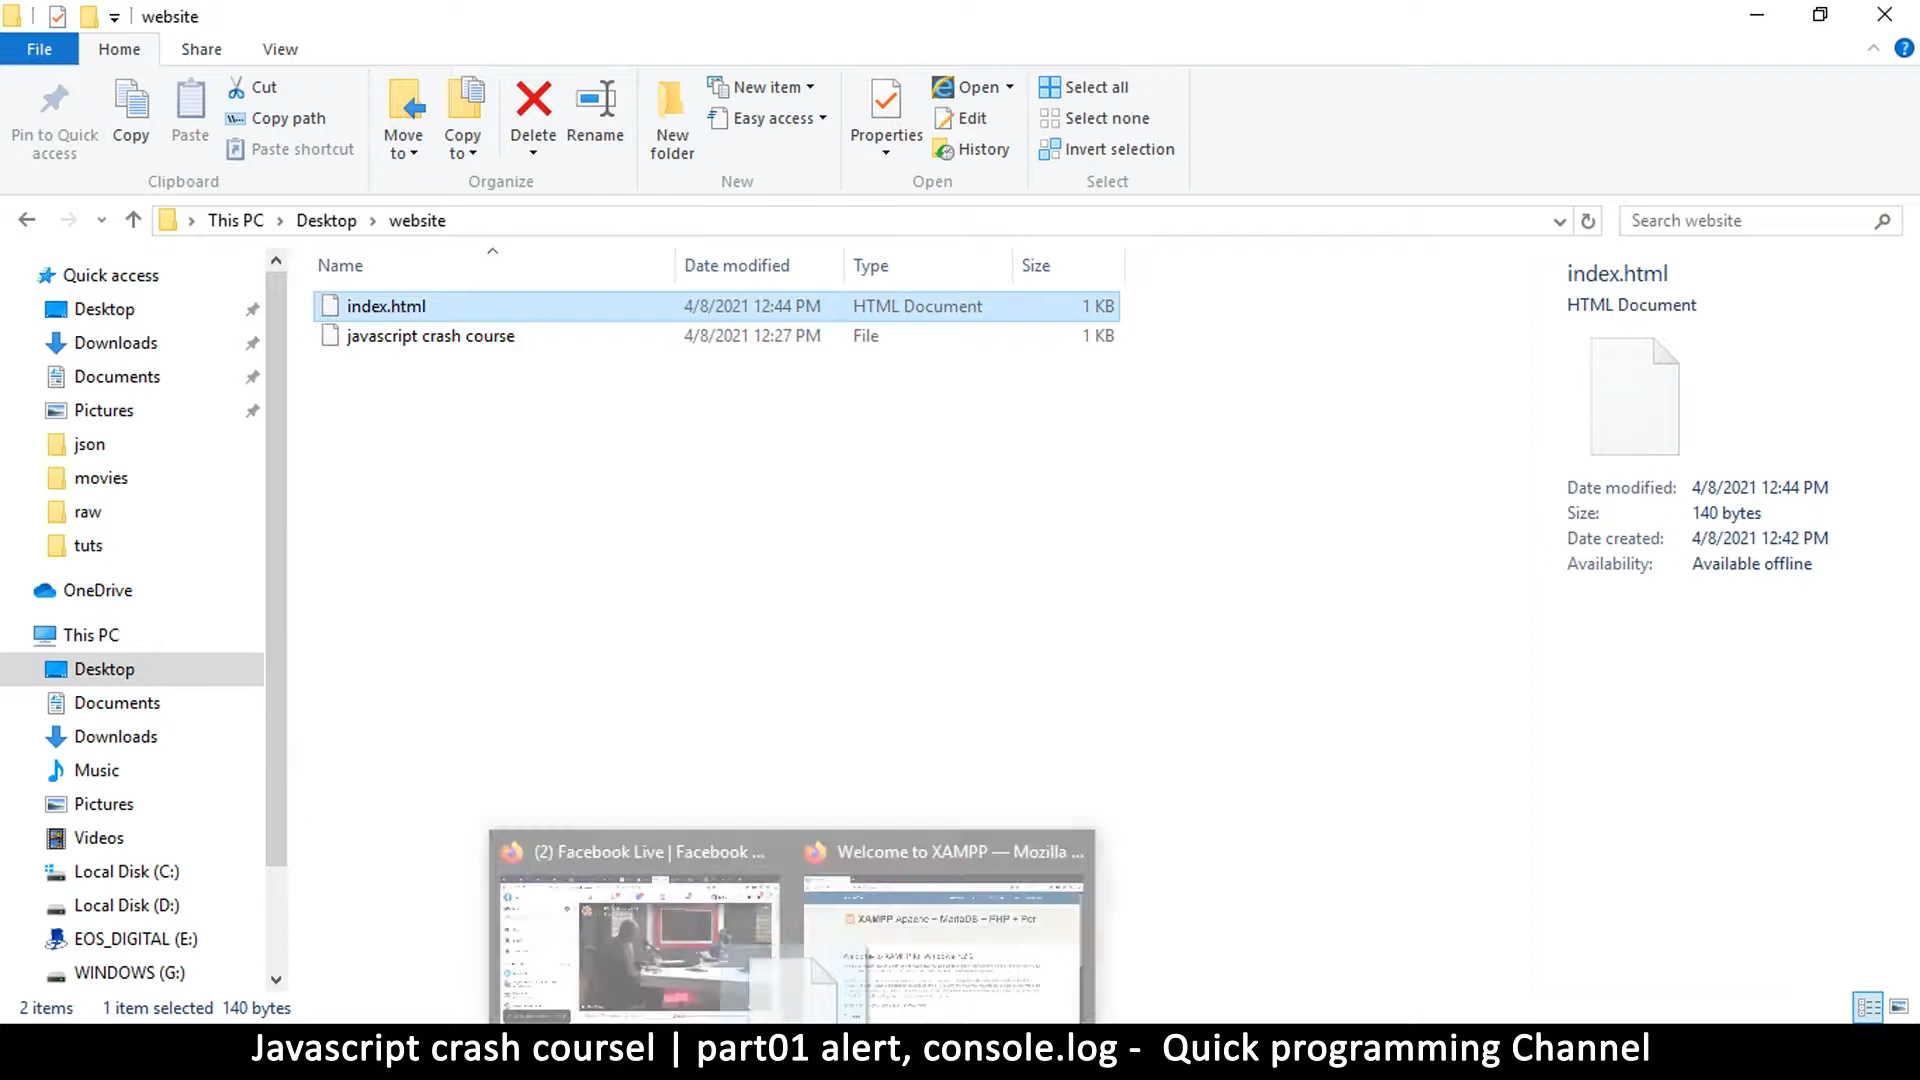 website
File Home Share View
Pin to Quick access
Copy
Paste
Cut
Copy path
Paste shortcut
Clipboard
Move to
Copy to
Delete
Rename
Organize
New folder
New item
Easy access
New
Properties
Open
Edit
History
Open
Select all
Select none
Invert selection
Select
This PC > Desktop > website
Search website
Quick access
Desktop
Downloads
Documents
Pictures
json
movies
raw
tuts
OneDrive
This PC
Desktop
Documents
Downloads
Music
Pictures
Videos
Local Disk (C:)
Local Disk (D:)
EOS_DIGITAL (E:)
WINDOWS (G:)
Name Date modified Type Size
index.html 4/8/2021 12:44 PM HTML Document 1 KB
javascript crash course 4/8/2021 12:27 PM File 1 KB
index.html
HTML Document
Date modified: 4/8/2021 12:44 PM
Size: 140 bytes
Date created: 4/8/2021 12:42 PM
Availability: Available offline
(2) Facebook Live | Facebook ...
Welcome to XAMPP — Mozilla ...
XAMPP Apache + MariaDB + PHP + Per
2 items 1 item selected 140 bytes
Javascript crash coursel | part01 alert, console.log - Quick programming Channel